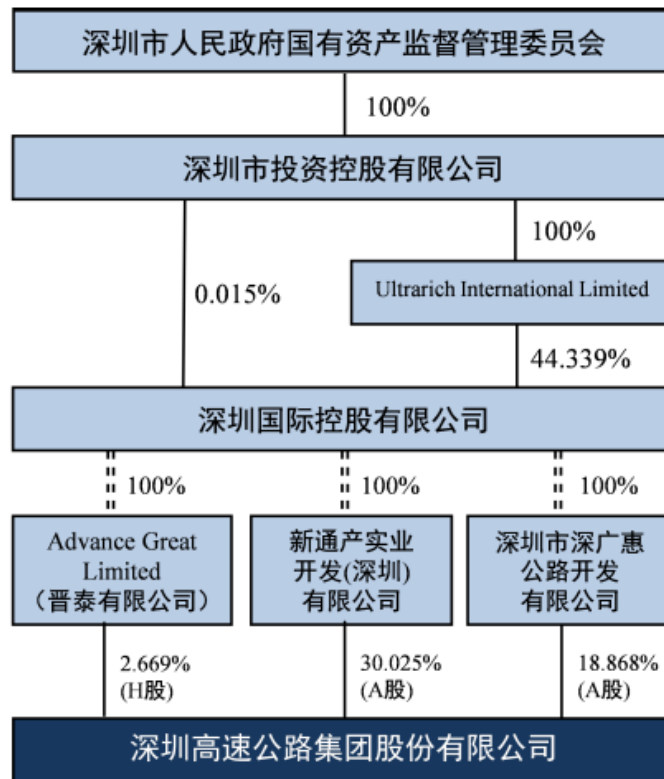 深圳市人民政府国有资产监督管理委员会
100%
深圳市投资控股有限公司
100%
0.015%
Ultrarich International Limited
44.339%
深圳国际控股有限公司
100%
100%
100%
Advance Great
Limited
（晋泰有限公司）
新通产实业
开发(深圳)
有限公司
深圳市深广惠
公路开发
有限公司
2.669%
(H股)
30.025%
(A股)
18.868%
(A股)
深圳高速公路集团股份有限公司